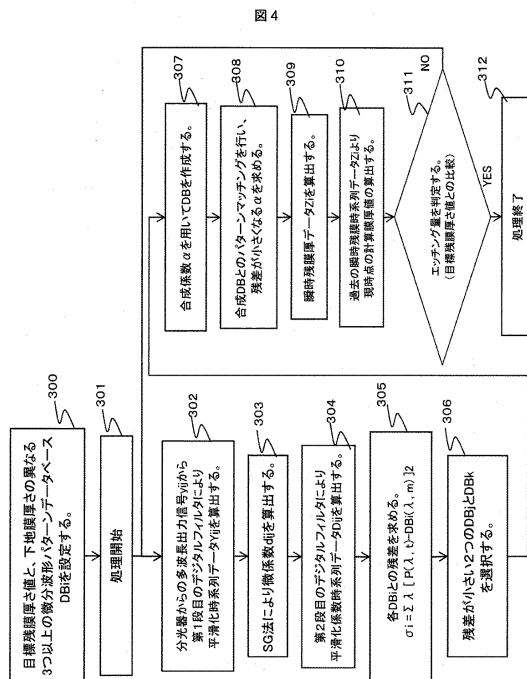 図4
300
目標残膜厚さ値と、下地膜厚さの異なる
3つ以上の微分波形パターンデータベース
DBiを設定する。
301
処理開始
302
分光器からの多波長出力信号yijから
第1段目のデジタルフィルタにより
平滑化時系列データYijを算出する。
303
SG法により微係数dijを算出する。
304
第2段目のデジタルフィルタにより
平滑化係数時系列データDijを算出する。
305
各DBiとの残差を求める。
σi=Σλ[P(λ,t)-DBi(λ,m)]2
306
残差が小さい2つのDBjとDBk
を選択する。
307
合成係数αを用いてDBを作成する。
308
合成DBとのパターンマッチングを行い、
残差が小さくなるαを求める。
309
瞬時残膜厚データZiを算出する。
310
過去の瞬時残膜時系列データZiより
現時点の計算膜厚値の算出する。
311
エッチング量を判定する。
(目標残膜厚さ値との比較)
NO
YES
312
処理終了